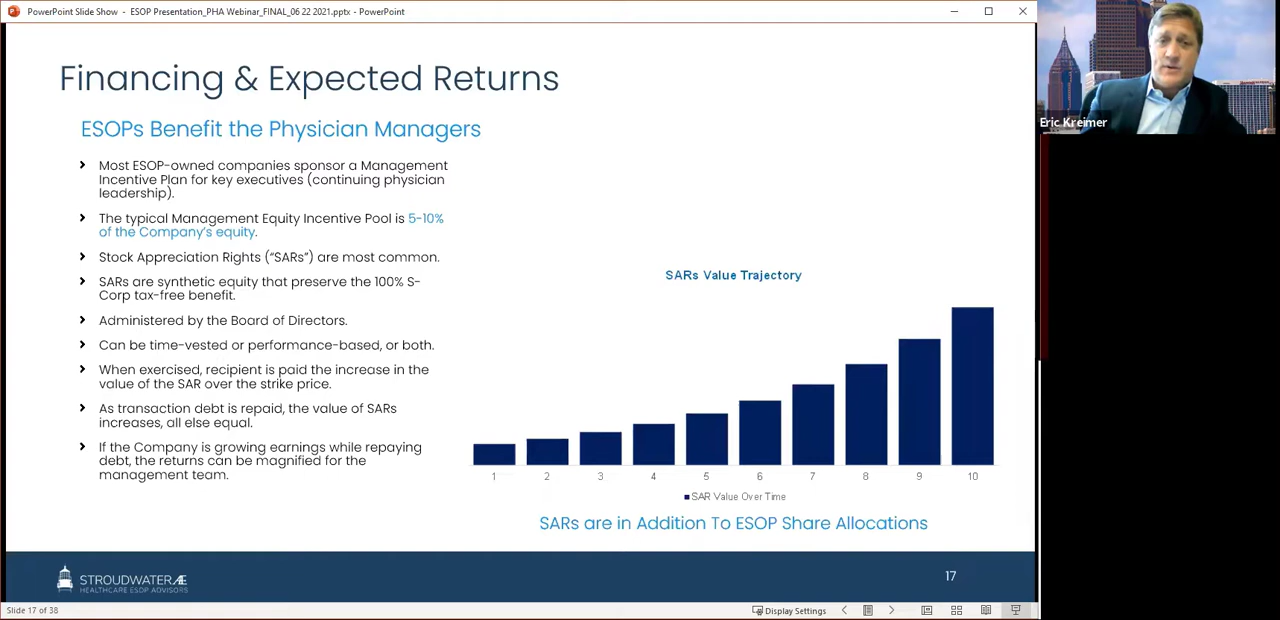 PowerPoint Slide Show - ESOP Presentation_PHA Webinar_FINAL_06 22 2021.pptx - PowerPoint
Eric Kreimer
Financing & Expected Returns
ESOPs Benefit the Physician Managers
Most ESOP-owned companies sponsor a Management
Incentive Plan for key executives (continuing physician
leadership).
The typical Management Equity Incentive Pool is 5-10%
of the Company's equity.
Stock Appreciation Rights (“SARs”) are most common.
SARs are synthetic equity that preserve the 100% S-
Corp tax-free benefit.
Administered by the Board of Directors.
Can be time-vested or performance-based, or both.
When exercised, recipient is paid the increase in the
value of the SAR over the strike price.
As transaction debt is repaid, the value of SARs
increases, all else equal.
If the Company is growing earnings while repaying
debt, the returns can be magnified for the
management team.
SARs Value Trajectory
1 2 3 4 5 6 7 8 9 10
SAR Value Over Time
SARs are in Addition To ESOP Share Allocations
STROUDWATER AE
HEALTHCARE ESOP ADVISORS
17
Slide 17 of 38
Display Settings